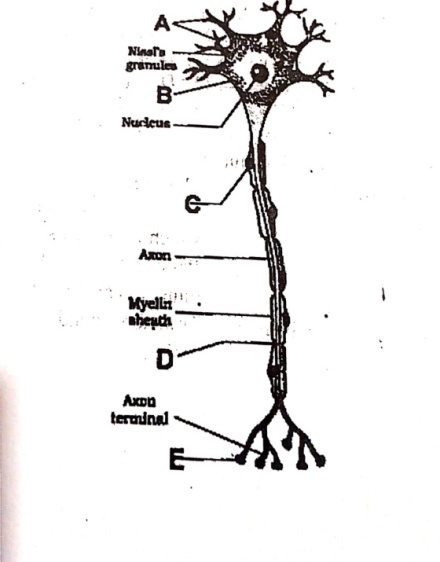 A
Nissl's
granules
B
Nucleus
C
Axon
Myelin
sheath
D
Axon
terminal
E